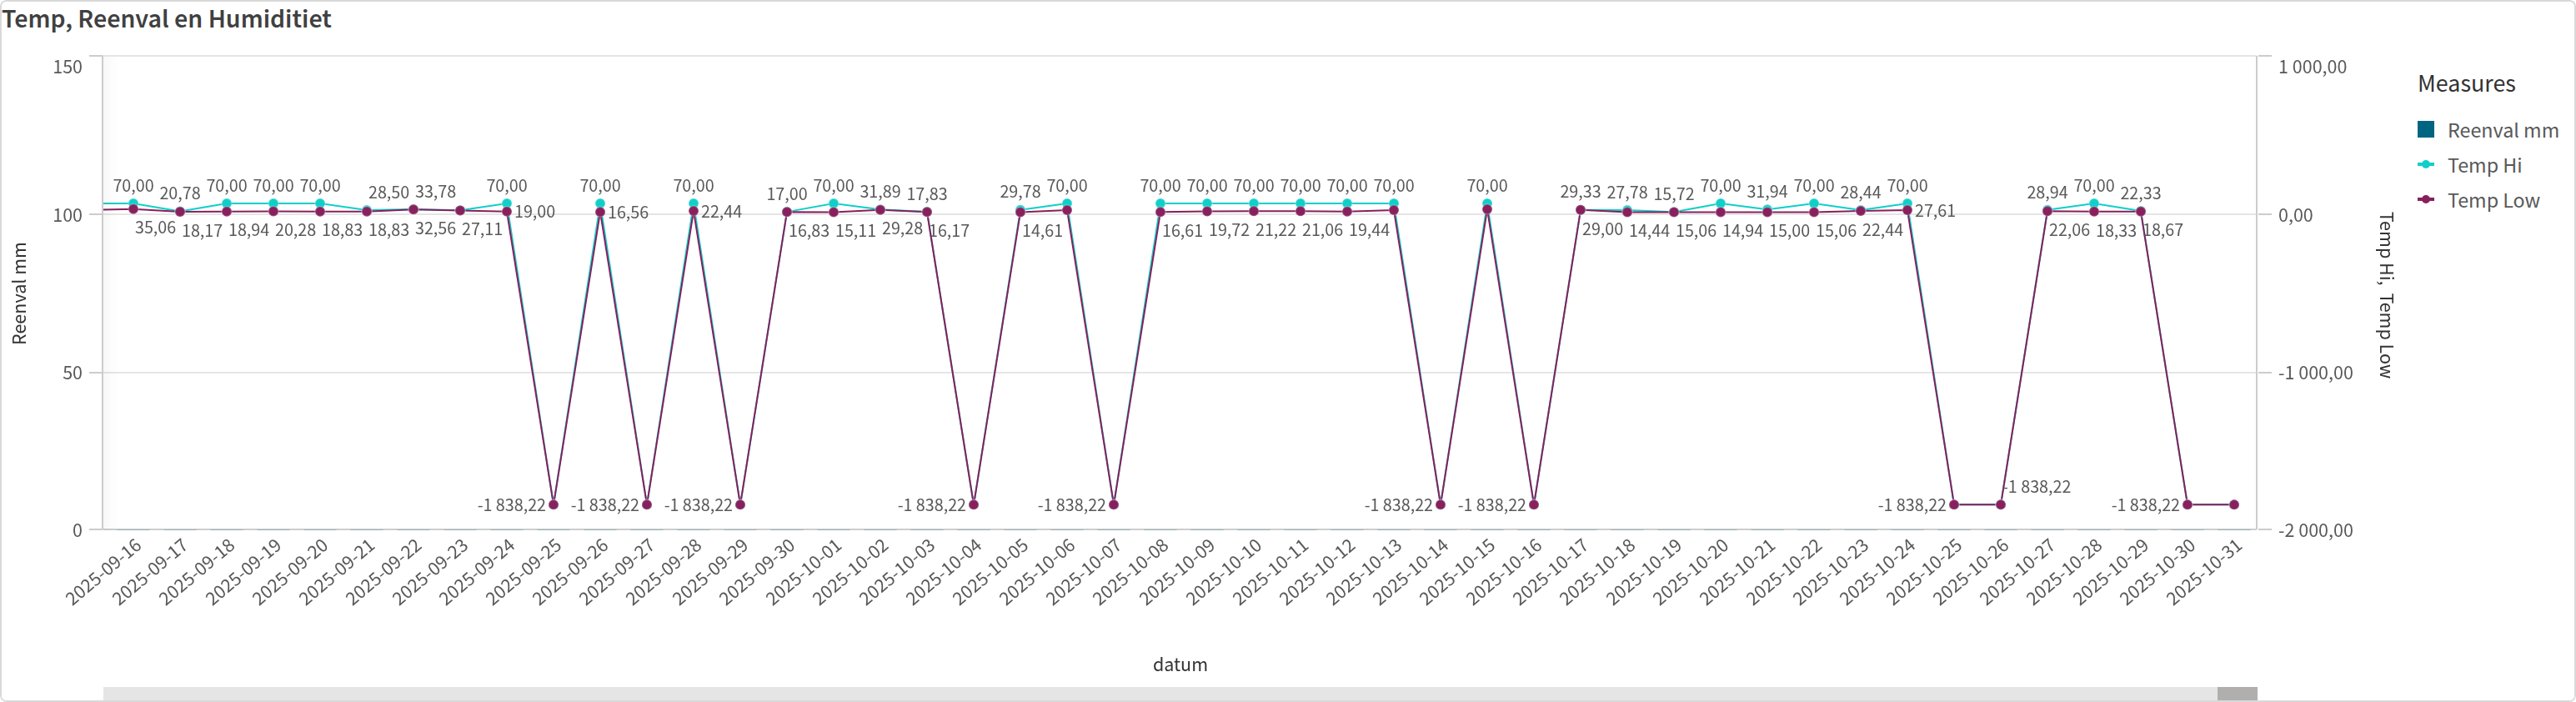 Temp, Reenval en Humiditiet
150
100
50
0
Reenval mm
70,00 20,78 70,00 70,00 70,00 28,50 33,78 70,00 70,00 70,00 17,00 70,00 31,89 17,83 29,78 70,00 70,00 70,00 70,00 70,00 70,00 70,00 70,00 29,33 27,78 15,72 70,00 31,94 70,00 28,44 70,00 28,94 70,00 22,33
35,06 18,17 18,94 20,28 18,83 18,83 32,56 27,11 19,00 16,56 22,44 16,83 15,11 29,28 16,17 14,61 16,61 19,72 21,22 21,06 19,44 29,00 14,44 15,06 14,94 15,00 15,06 22,44 27,61 22,06 18,33 18,67
-1 838,22 -1 838,22 -1 838,22 -1 838,22 -1 838,22 -1 838,22 -1 838,22 -1 838,22 -1 838,22 -1 838,22
1 000,00
0,00
-1 000,00
-2 000,00
Temp Hi, Temp Low
2025-09-16 2025-09-17 2025-09-18 2025-09-19 2025-09-20 2025-09-21 2025-09-22 2025-09-23 2025-09-24 2025-09-25 2025-09-26 2025-09-27 2025-09-28 2025-09-29 2025-09-30 2025-10-01 2025-10-02 2025-10-03 2025-10-04 2025-10-05 2025-10-06 2025-10-07 2025-10-08 2025-10-09 2025-10-10 2025-10-11 2025-10-12 2025-10-13 2025-10-14 2025-10-15 2025-10-16 2025-10-17 2025-10-18 2025-10-19 2025-10-20 2025-10-21 2025-10-22 2025-10-23 2025-10-24 2025-10-25 2025-10-26 2025-10-27 2025-10-28 2025-10-29 2025-10-30 2025-10-31
datum
Measures
Reenval mm
Temp Hi
Temp Low